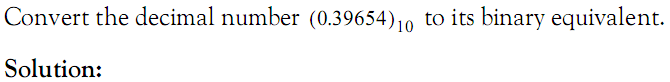 Convert the decimal number (0.39654)₁₀ to its binary equivalent.
Solution: